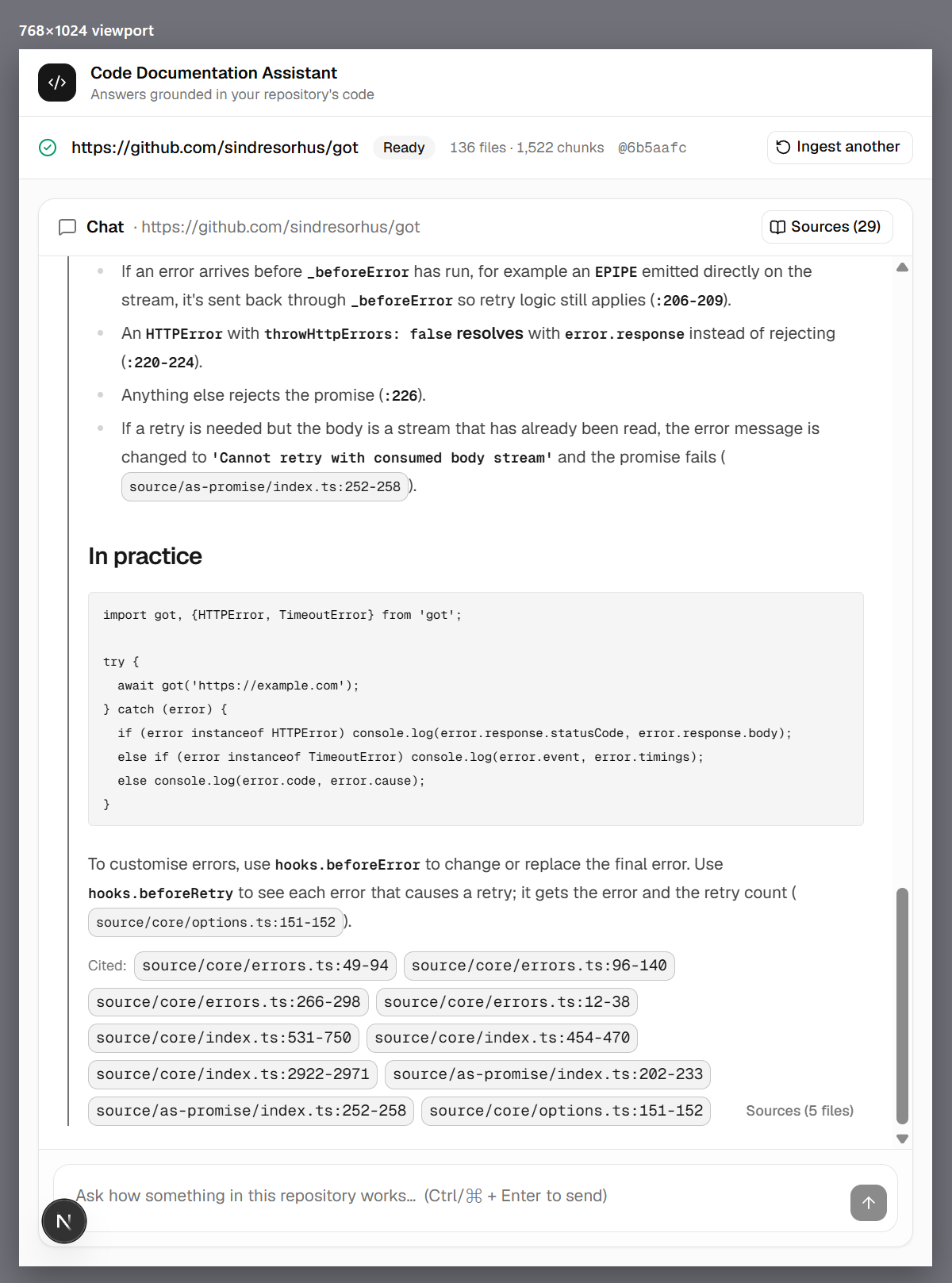 768×1024 viewport
</>
Code Documentation Assistant
Answers grounded in your repository's code
https://github.com/sindresorhus/got Ready 136 files · 1,522 chunks @6b5aafc Ingest another
Chat · https://github.com/sindresorhus/got Sources (29)
If an error arrives before _beforeError has run, for example an EPIPE emitted directly on the
stream, it's sent back through _beforeError so retry logic still applies (:206-209).
An HTTPError with throwHttpErrors: false resolves with error.response instead of rejecting
(:220-224).
Anything else rejects the promise (:226).
If a retry is needed but the body is a stream that has already been read, the error message is
changed to 'Cannot retry with consumed body stream' and the promise fails (
source/as-promise/index.ts:252-258).
In practice
import got, {HTTPError, TimeoutError} from 'got';
try {
  await got('https://example.com');
} catch (error) {
  if (error instanceof HTTPError) console.log(error.response.statusCode, error.response.body);
  else if (error instanceof TimeoutError) console.log(error.event, error.timings);
  else console.log(error.code, error.cause);
}
To customise errors, use hooks.beforeError to change or replace the final error. Use
hooks.beforeRetry to see each error that causes a retry; it gets the error and the retry count (
source/core/options.ts:151-152).
Cited: source/core/errors.ts:49-94 source/core/errors.ts:96-140
source/core/errors.ts:266-298 source/core/errors.ts:12-38
source/core/index.ts:531-750 source/core/index.ts:454-470
source/core/index.ts:2922-2971 source/as-promise/index.ts:202-233
source/as-promise/index.ts:252-258 source/core/options.ts:151-152 Sources (5 files)
Ask how something in this repository works… (Ctrl/⌘ + Enter to send)
N